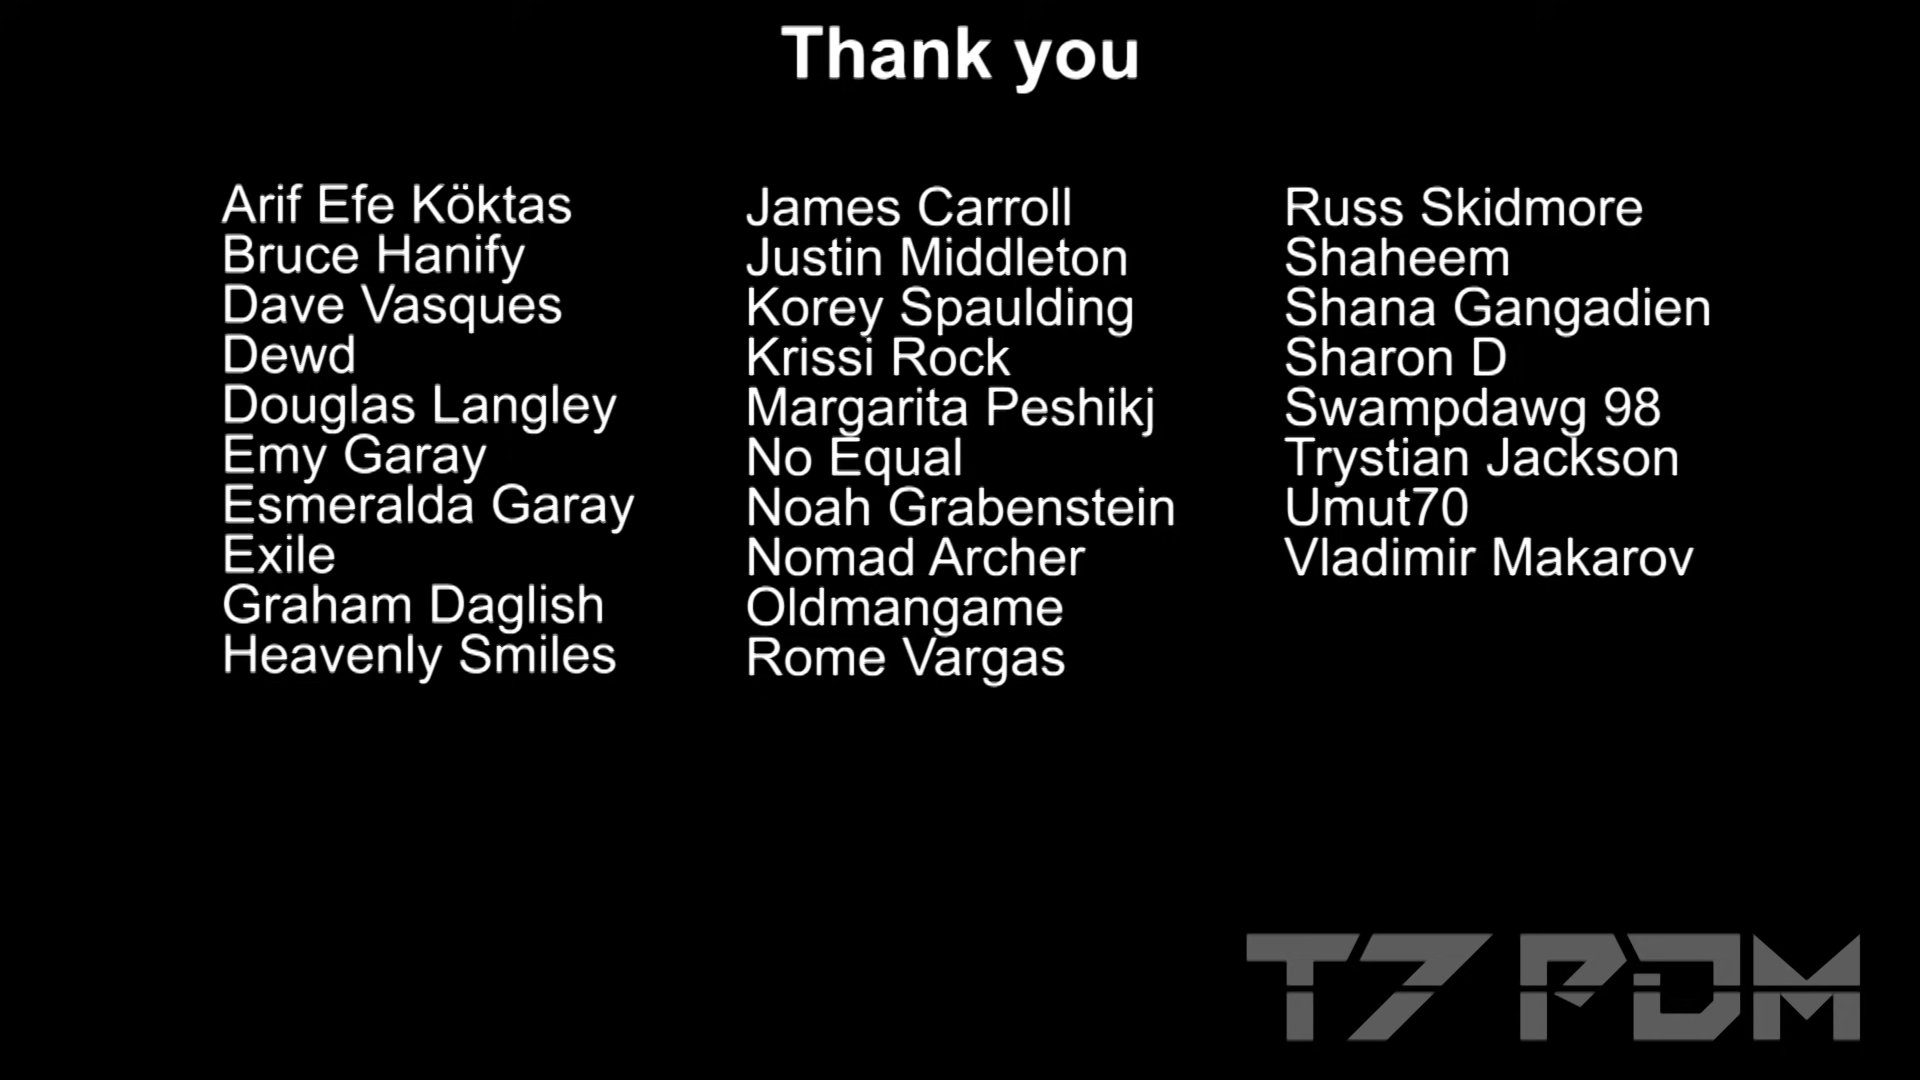 Thank you
Arif Efe Köktas
Bruce Hanify
Dave Vasques
Dewd
Douglas Langley
Emy Garay
Esmeralda Garay
Exile
Graham Daglish
Heavenly Smiles
James Carroll
Justin Middleton
Korey Spaulding
Krissi Rock
Margarita Peshikj
No Equal
Noah Grabenstein
Nomad Archer
Oldmangame
Rome Vargas
Russ Skidmore
Shaheem
Shana Gangadien
Sharon D
Swampdawg 98
Trystian Jackson
Umut70
Vladimir Makarov
T7 PDM